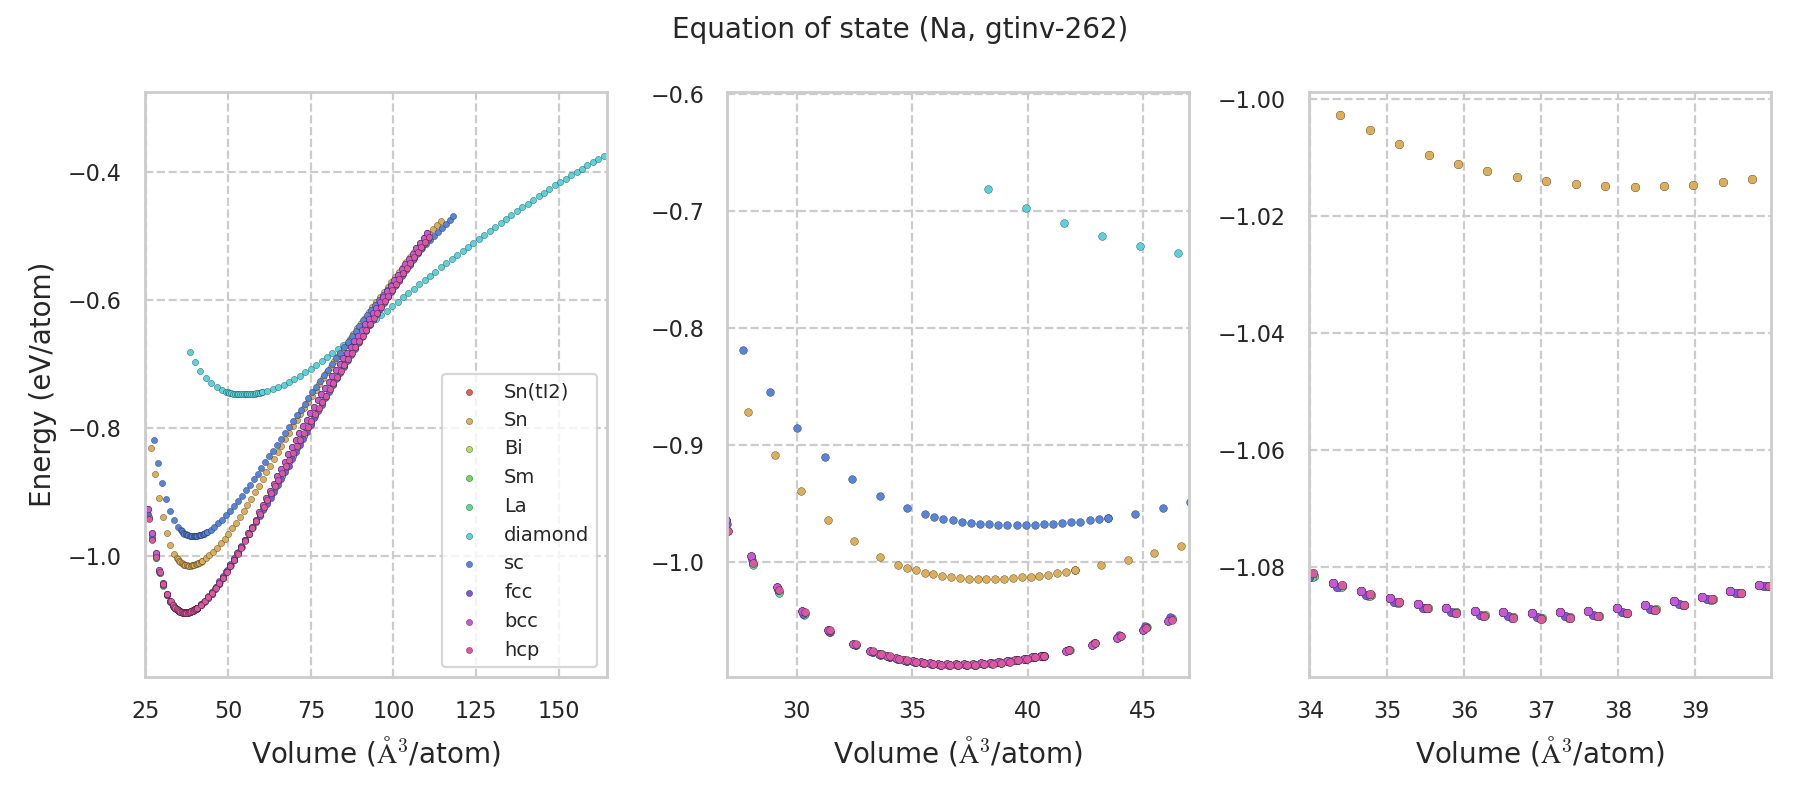 Equation of state (Na, gtinv-262)
Energy (eV/atom)
−0.4
−0.6
−0.8
−1.0
25 50 75 100 125 150
Volume (Å³/atom)
Sn(tI2)
Sn
Bi
Sm
La
diamond
sc
fcc
bcc
hcp
−0.6
−0.7
−0.8
−0.9
−1.0
30 35 40 45
Volume (Å³/atom)
−1.00
−1.02
−1.04
−1.06
−1.08
34 35 36 37 38 39
Volume (Å³/atom)